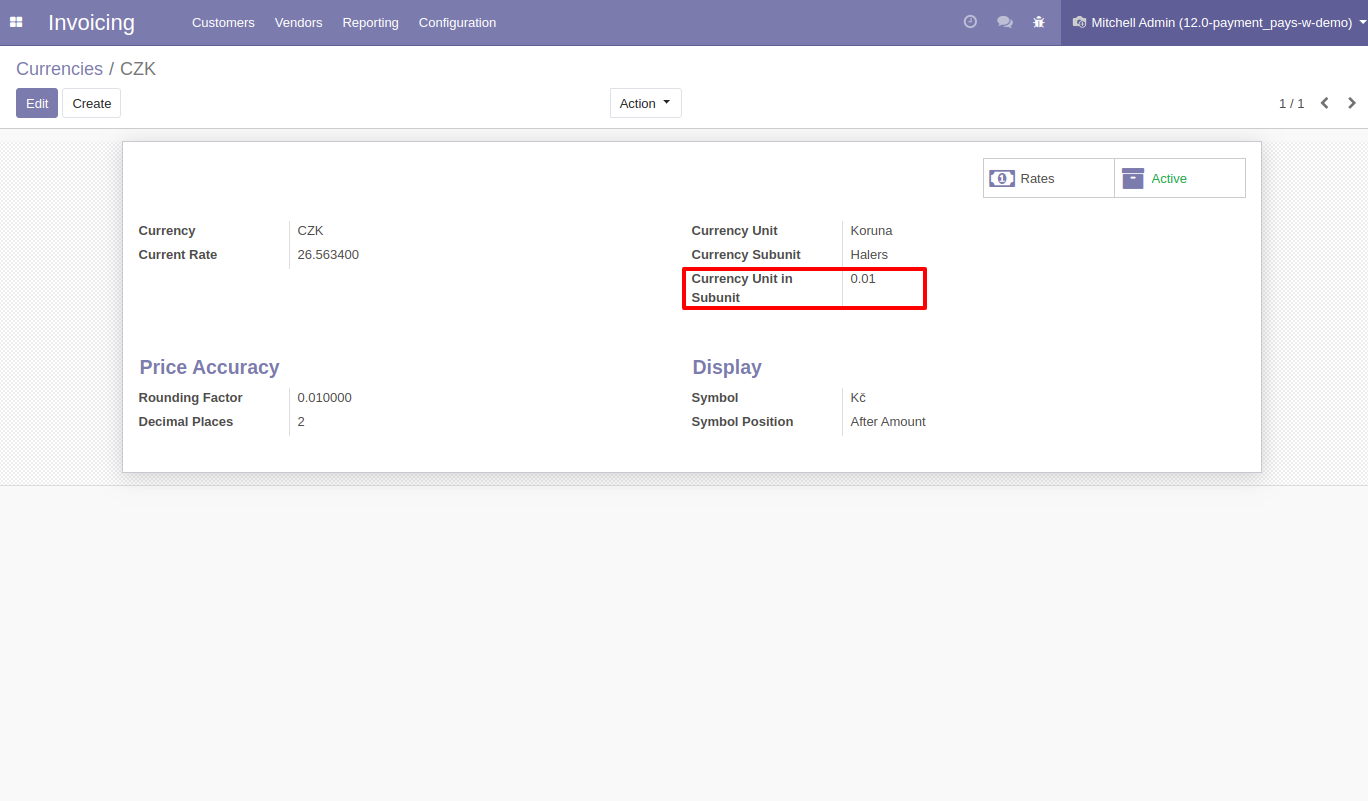 Invoicing Customers Vendors Reporting Configuration Mitchell Admin (12.0-payment_pays-w-demo)
Currencies / CZK
Edit Create Action 1 / 1
1 Rates Active
Currency CZK
Current Rate 26.563400
Currency Unit Koruna
Currency Subunit Halers
Currency Unit in 0.01
Subunit
Price Accuracy
Rounding Factor 0.010000
Decimal Places 2
Display
Symbol Kč
Symbol Position After Amount